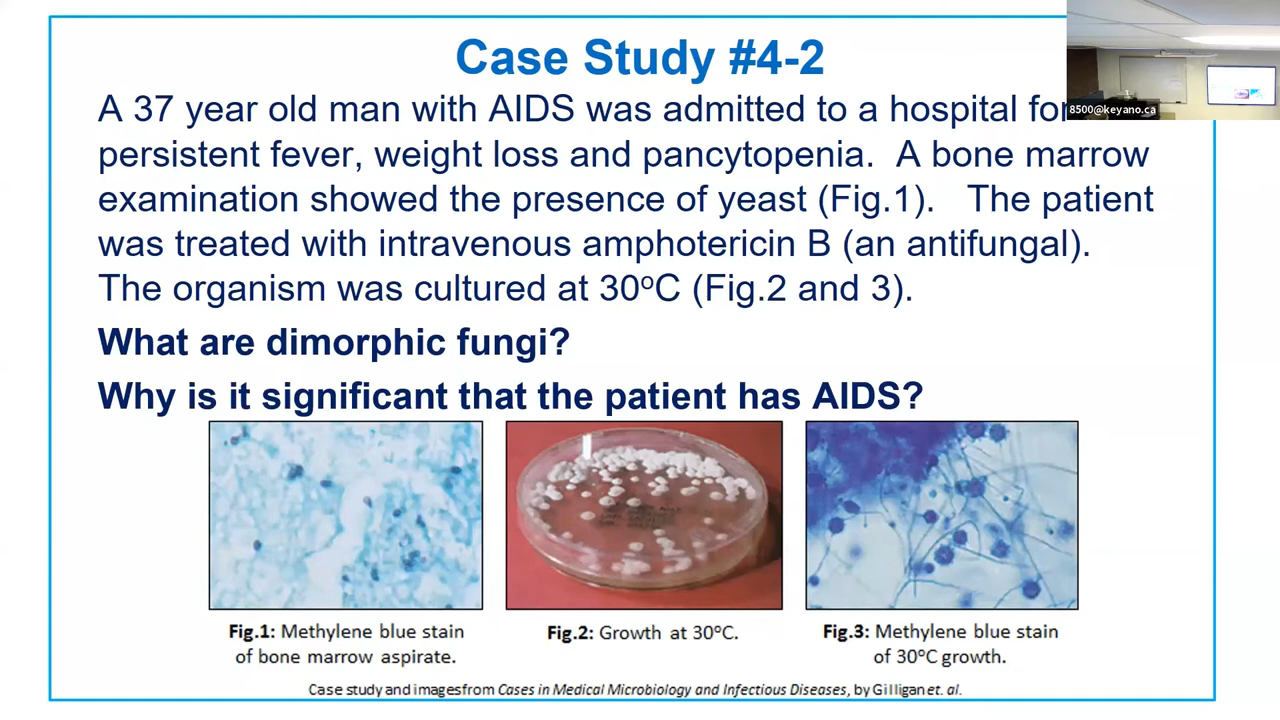 Case Study #4-2
A 37 year old man with AIDS was admitted to a hospital for
persistent fever, weight loss and pancytopenia. A bone marrow
examination showed the presence of yeast (Fig.1). The patient
was treated with intravenous amphotericin B (an antifungal).
The organism was cultured at 30°C (Fig.2 and 3).
What are dimorphic fungi?
Why is it significant that the patient has AIDS?
Fig.1: Methylene blue stain
of bone marrow aspirate.
Fig.2: Growth at 30°C.
Fig.3: Methylene blue stain
of 30°C growth.
Case study and imagesfrom Cases in Medical Microbiology and Infectious Diseases, by Gilligan et. al.
8500@keyano.ca